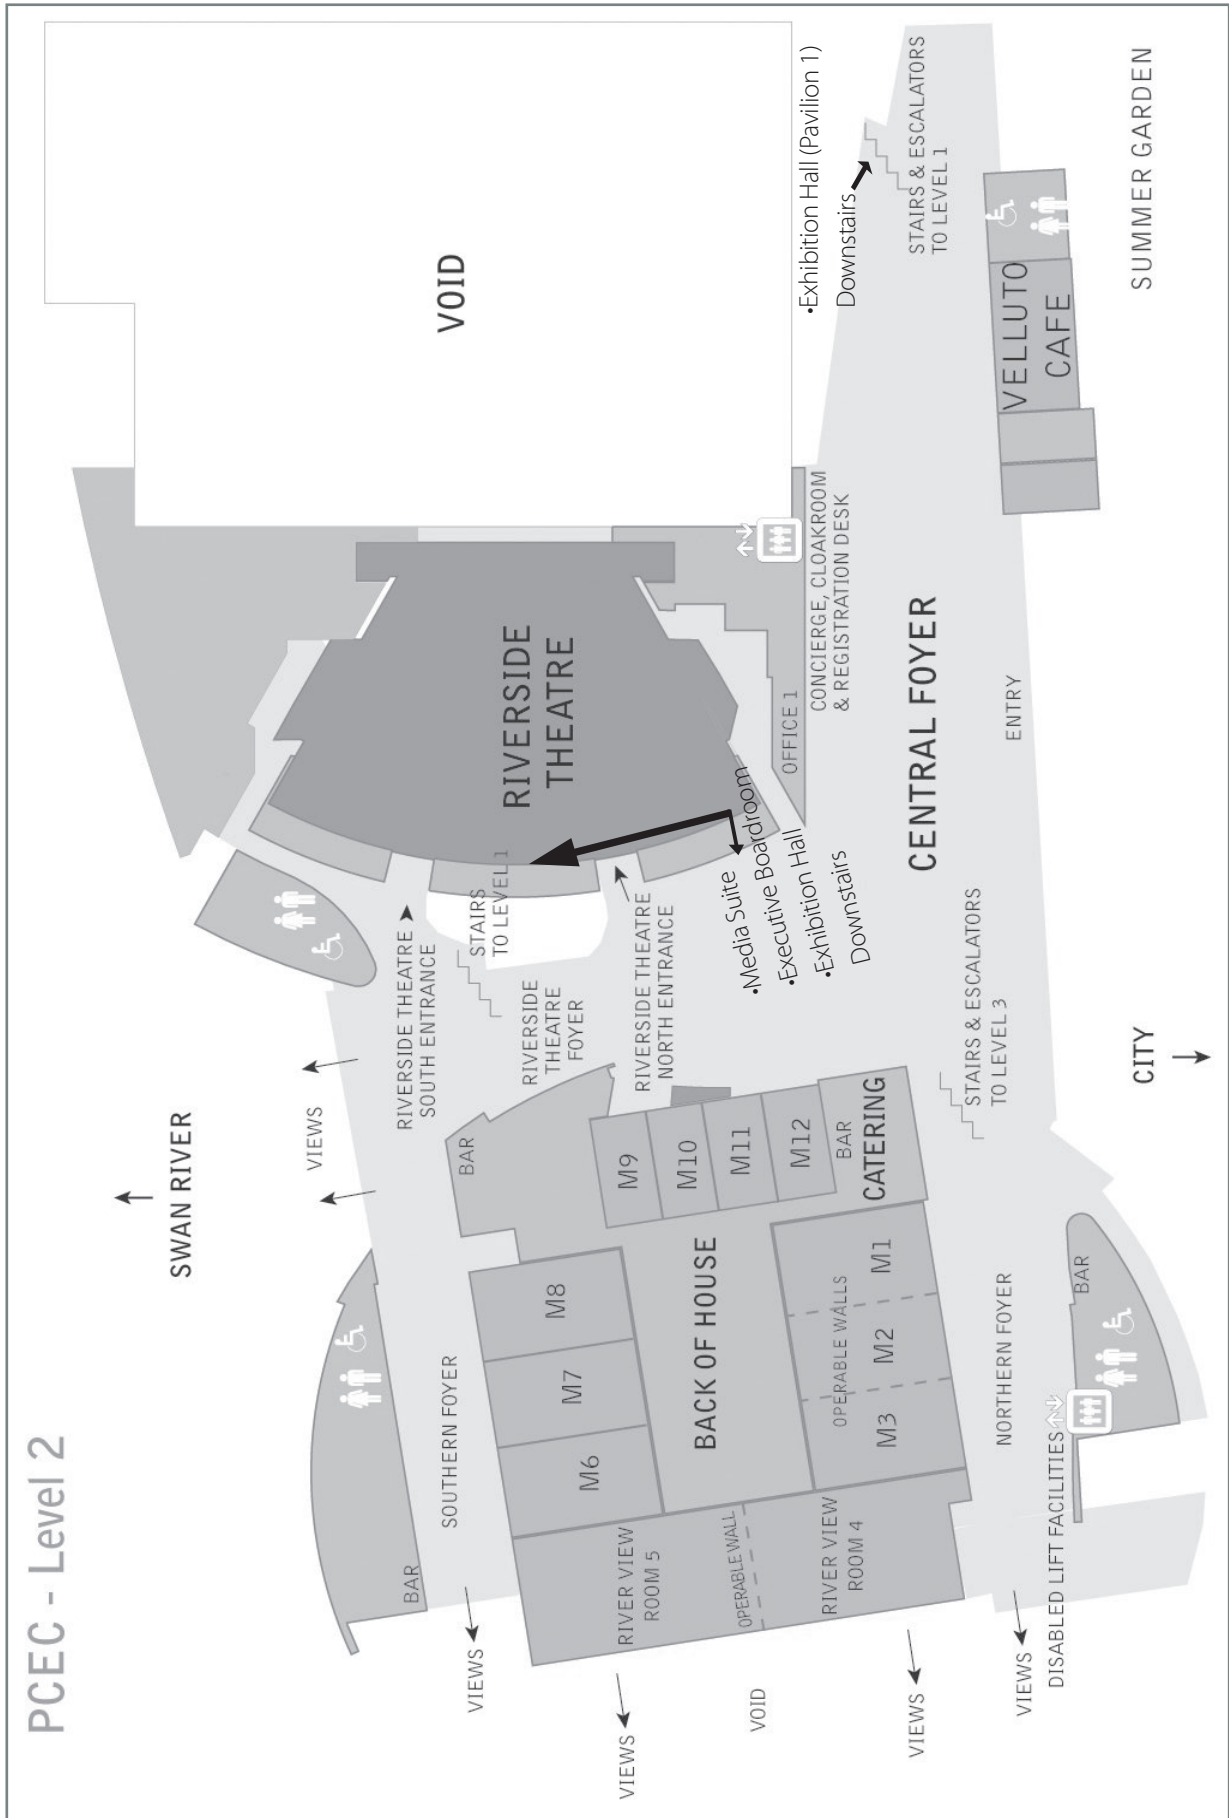 PCEC - Level 2
SWAN RIVER
VIEWS
VOID
BAR
SOUTHERN FOYER
VIEWS
BAR
RIVERSIDE THEATRE
SOUTH ENTRANCE
STAIRS
TO LEVEL 1
RIVERSIDE
THEATRE
FOYER
RIVERSIDE
THEATRE
RIVERSIDE THEATRE
NORTH ENTRANCE
M6
M7
M8
RIVER VIEW
ROOM 5
OPERABLE WALL
RIVER VIEW
ROOM 4
VIEWS
VOID
VIEWS
VIEWS
BACK OF HOUSE
M9
M10
M11
M12
BAR
CATERING
OPERABLE WALLS
M3
M2
M1
•Media Suite
•Executive Boardroom
•Exhibition Hall
Downstairs
OFFICE 1
CONCIERGE, CLOAKROOM
& REGISTRATION DESK
•Exhibition Hall (Pavilion 1)
Downstairs
STAIRS & ESCALATORS
TO LEVEL 1
CENTRAL FOYER
STAIRS & ESCALATORS
TO LEVEL 3
NORTHERN FOYER
ENTRY
VELLUTO
CAFE
DISABLED LIFT FACILITIES
BAR
CITY
SUMMER GARDEN